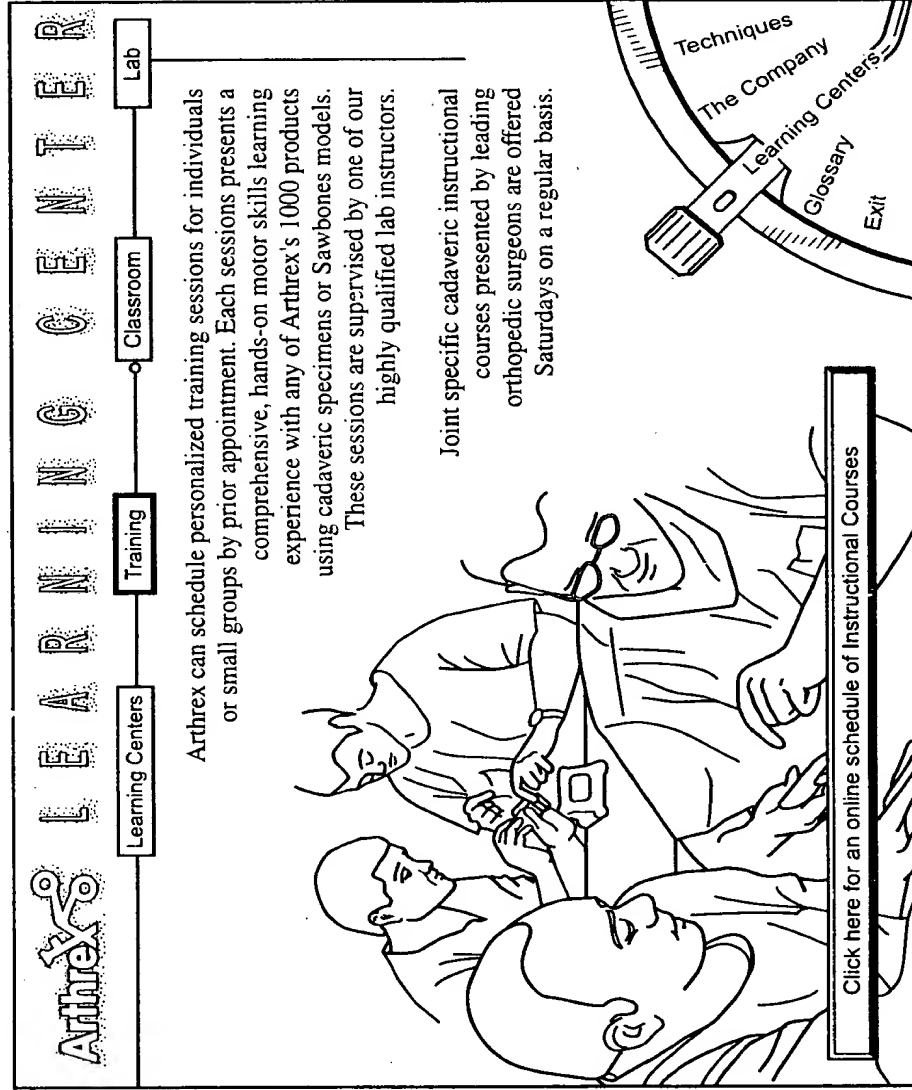 Arthrex LEARNING CENTER
Learning Centers
Training
Classroom
Lab
Arthrex can schedule personalized training sessions for individuals
or small groups by prior appointment. Each sessions presents a
comprehensive, hands-on motor skills learning
experience with any of Arthrex's 1000 products
using cadaveric specimens or Sawbones models.
These sessions are supervised by one of our
highly qualified lab instructors.
Joint specific cadaveric instructional
courses presented by leading
orthopedic surgeons are offered
Saturdays on a regular basis.
Techniques
The Company
Learning Centers
Glossary
Exit
Click here for an online schedule of Instructional Courses